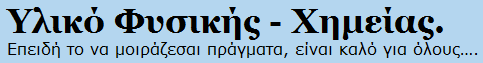 Υλικό Φυσικής - Χημείας.
Επειδή το να μοιράζεσαι πράγματα, είναι καλό για όλους....